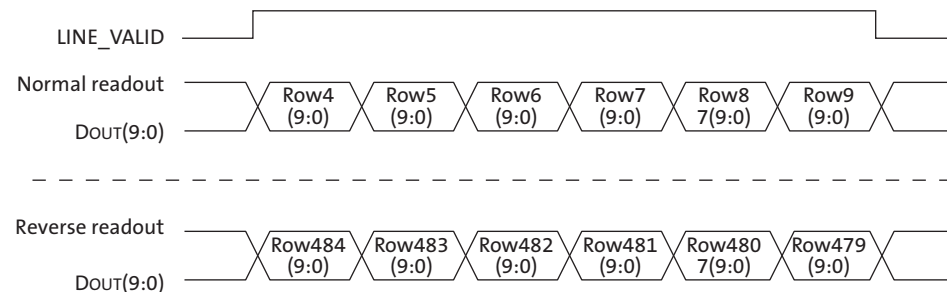 LINE_VALID
Normal readout
Row4 Row5 Row6 Row7 Row8 Row9
(9:0) (9:0) (9:0) (9:0) 7(9:0) (9:0)
DOUT(9:0)
Reverse readout
Row484 Row483 Row482 Row481 Row480 Row479
(9:0) (9:0) (9:0) (9:0) 7(9:0) (9:0)
DOUT(9:0)